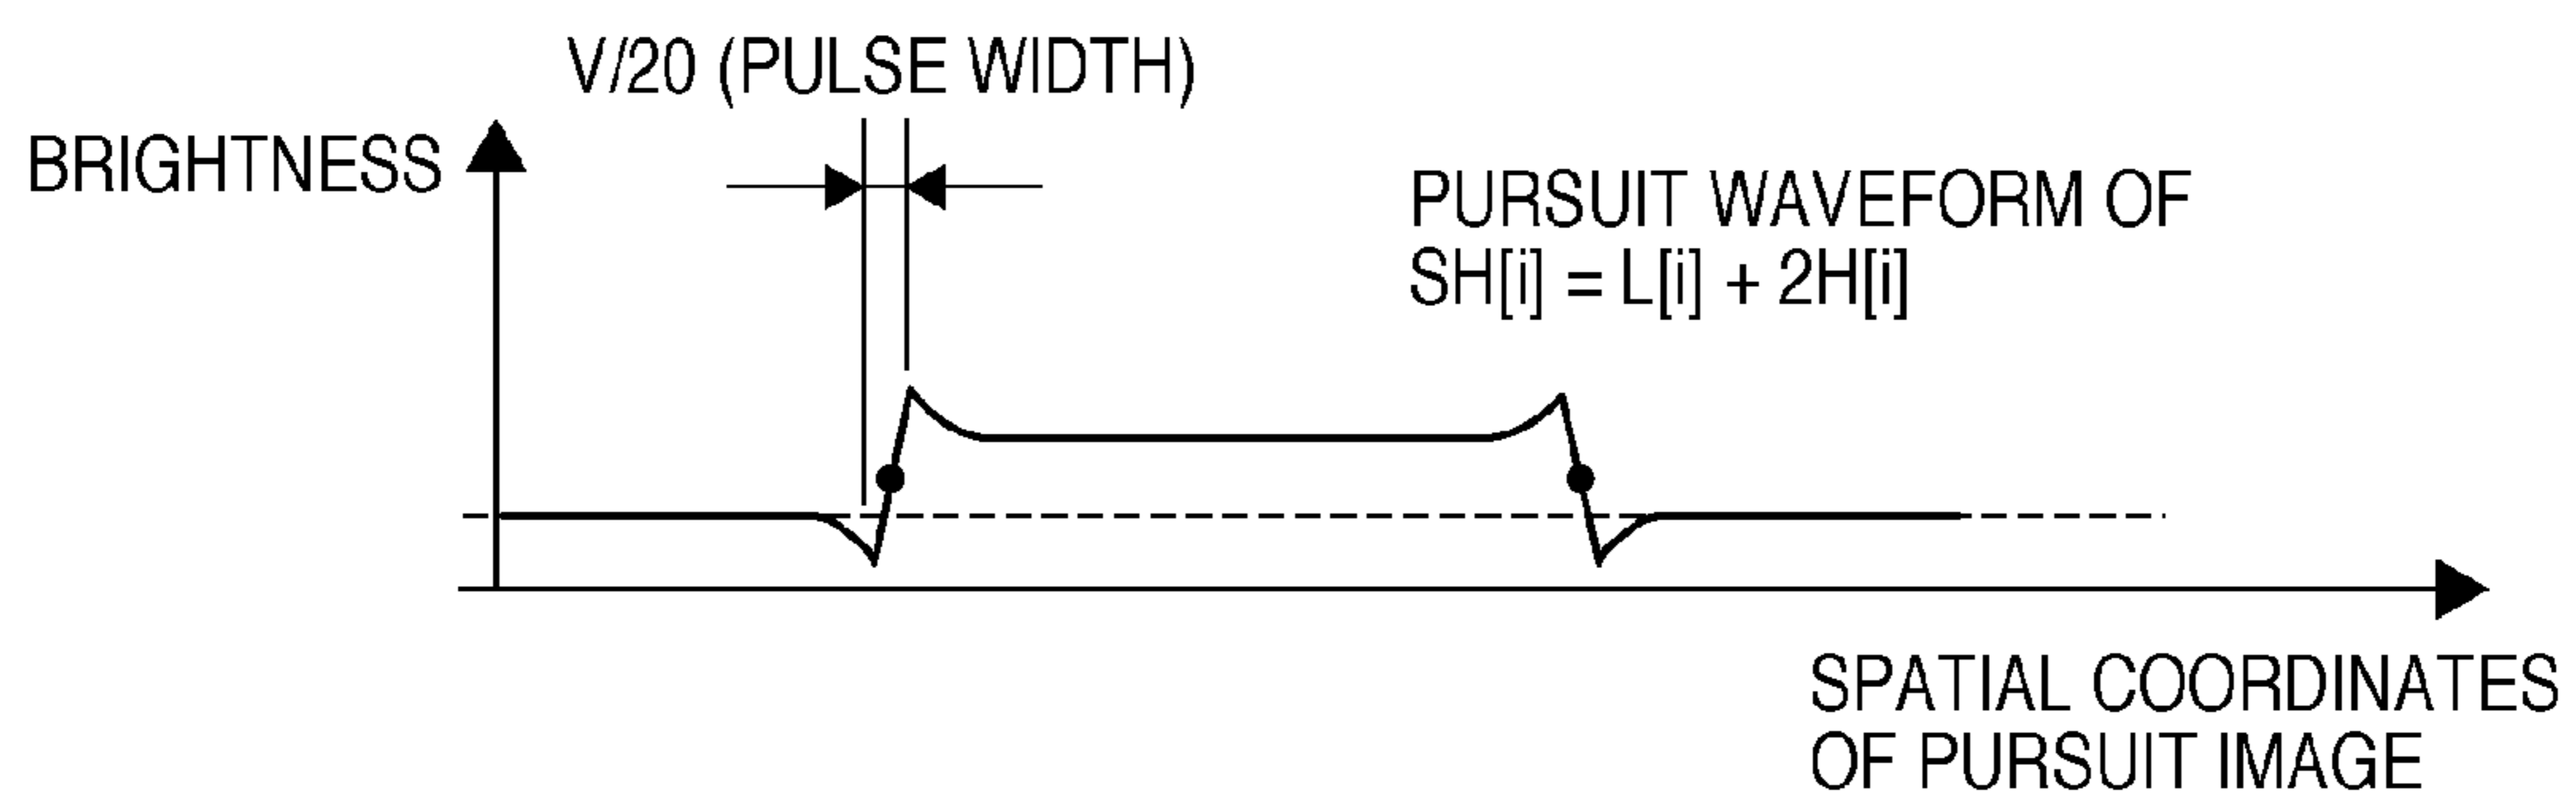 V/20 (PULSE WIDTH)
BRIGHTNESS
PURSUIT WAVEFORM OF
SH[i] = L[i] + 2H[i]
SPATIAL COORDINATES
OF PURSUIT IMAGE